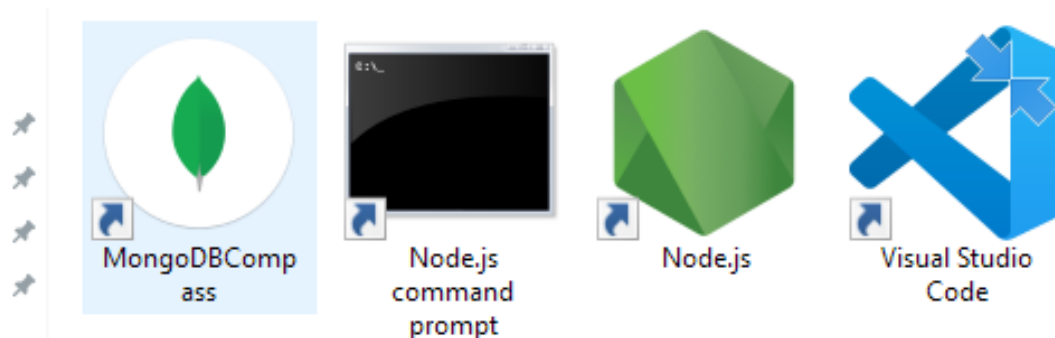 C:\_
MongoDBComp
ass
Node.js
command
prompt
Node.js
Visual Studio
Code